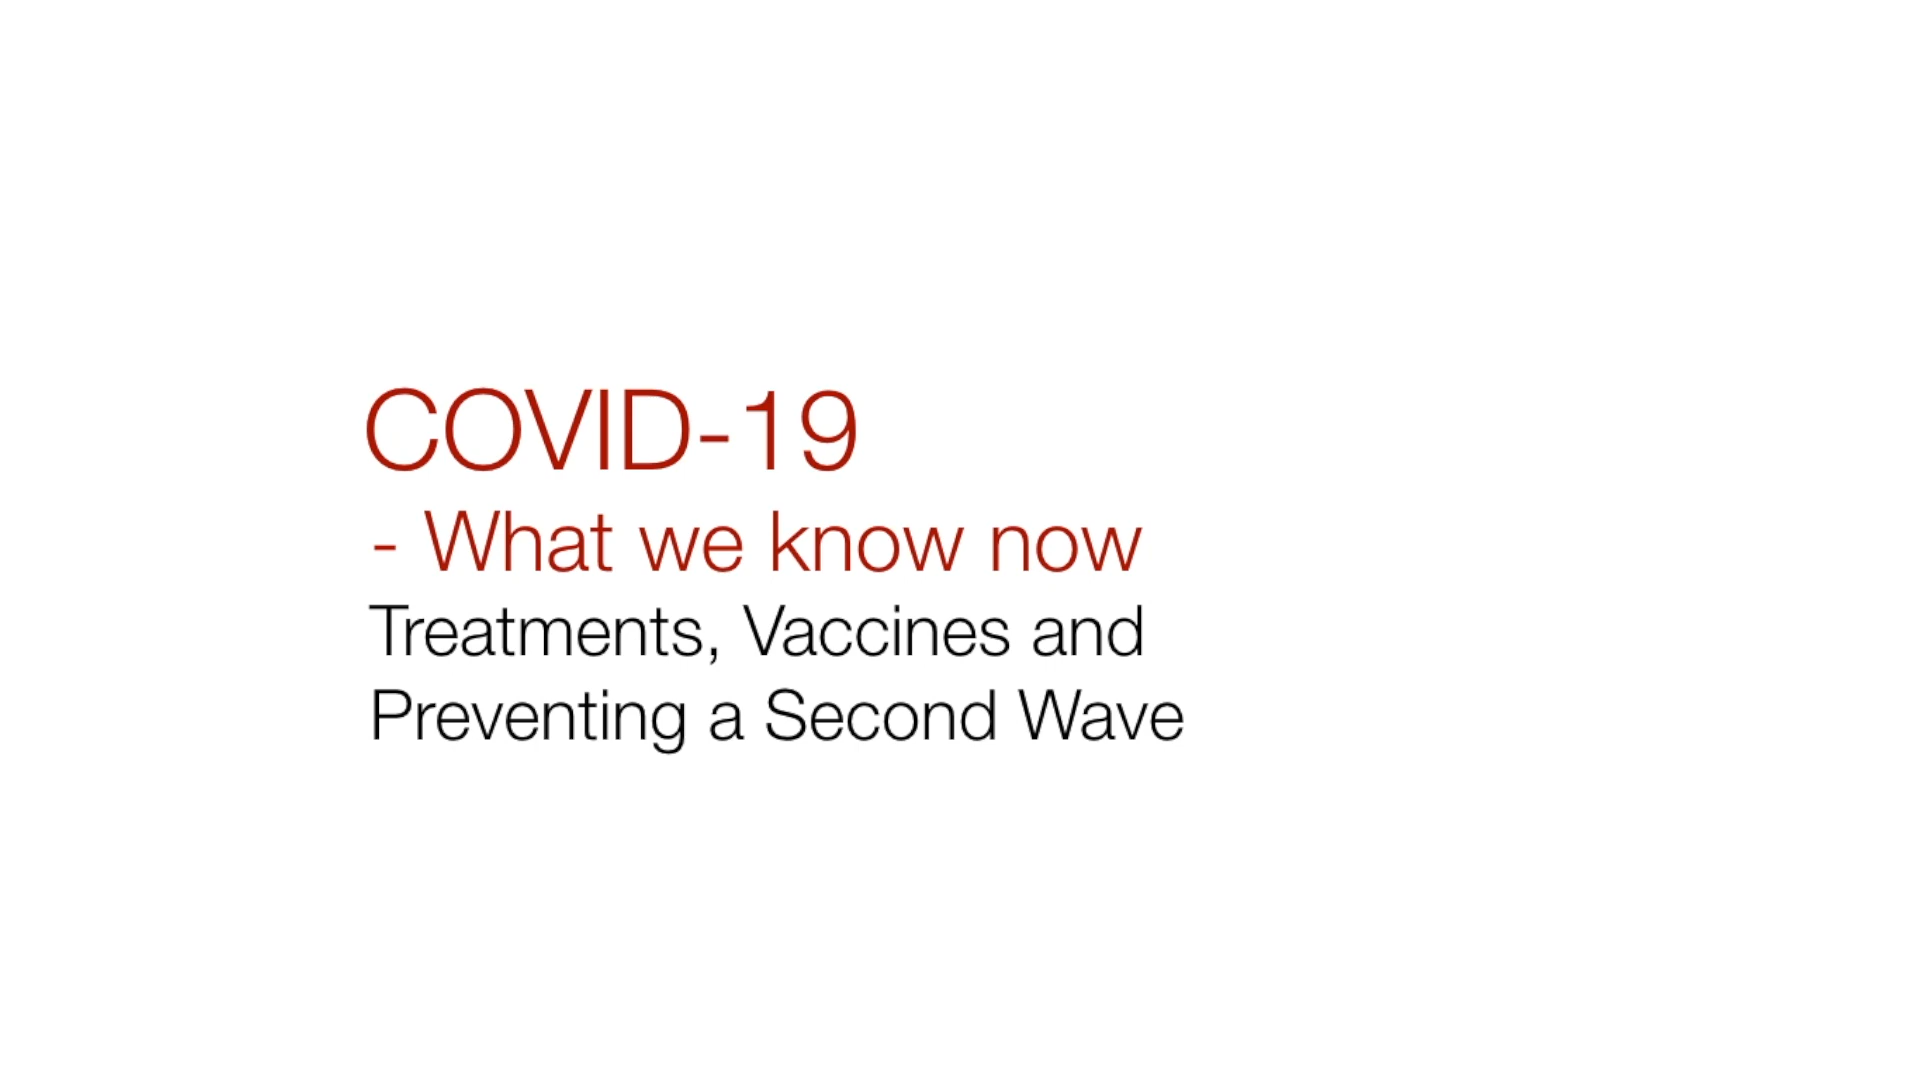 COVID-19
- What we know now
Treatments, Vaccines and
Preventing a Second Wave